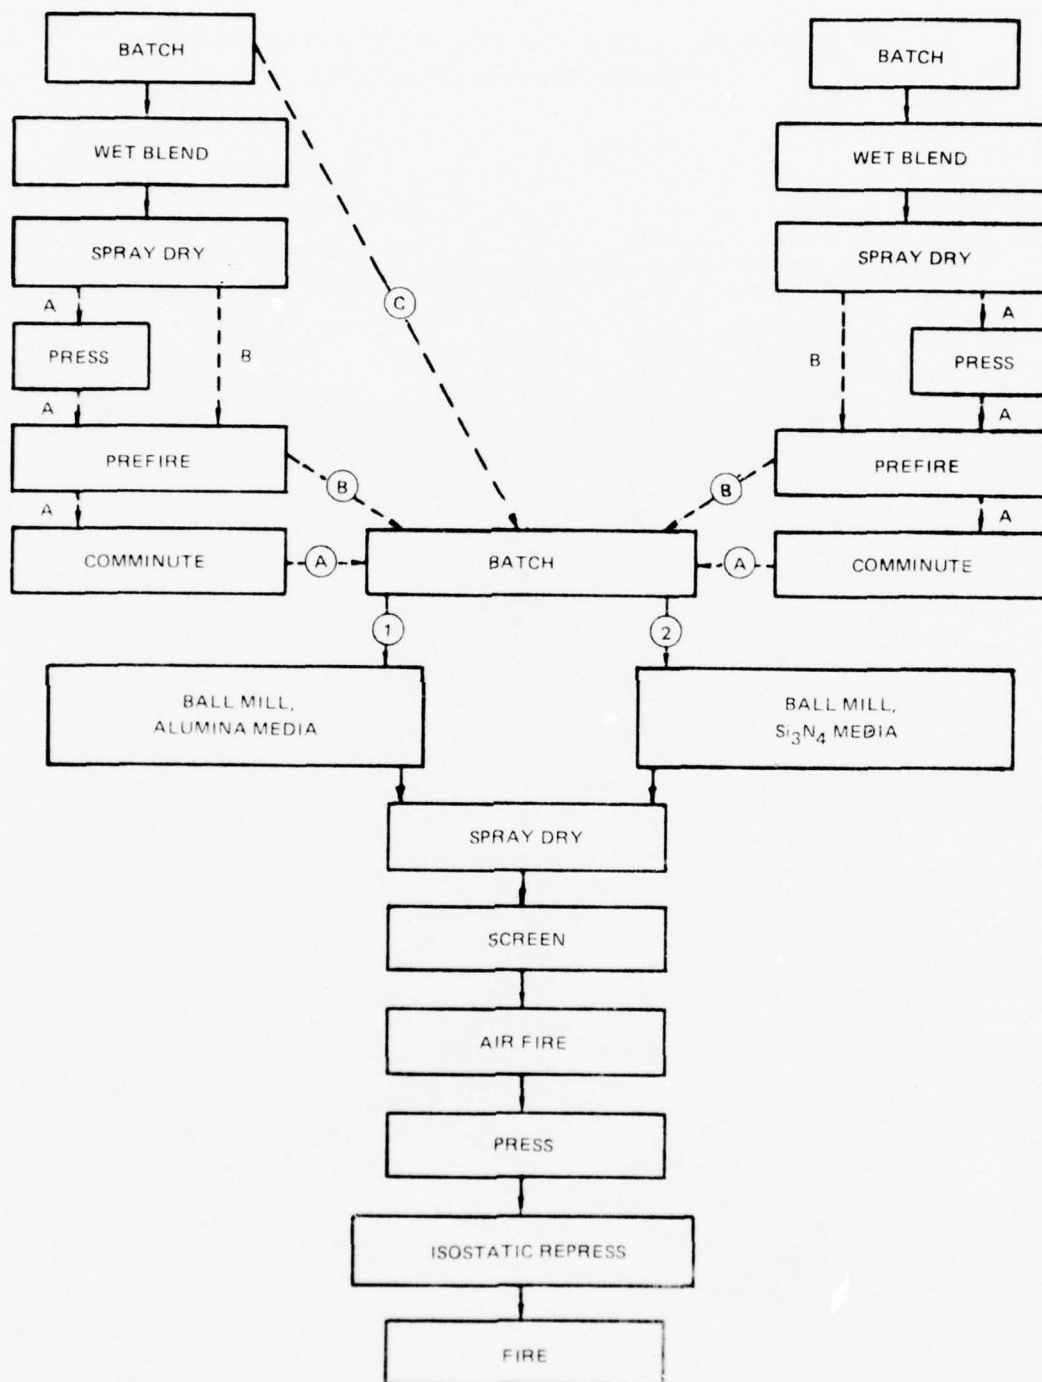 BATCH
BATCH
WET BLEND
WET BLEND
SPRAY DRY
SPRAY DRY
A
A
C
PRESS
B
B
PRESS
A
A
PREFIRE
PREFIRE
B
B
A
A
COMMINUTE
A
BATCH
A
COMMINUTE
1
2
BALL MILL,
ALUMINA MEDIA
BALL MILL,
Si₃N₄ MEDIA
SPRAY DRY
SCREEN
AIR FIRE
PRESS
ISOSTATIC REPRESS
FIRE